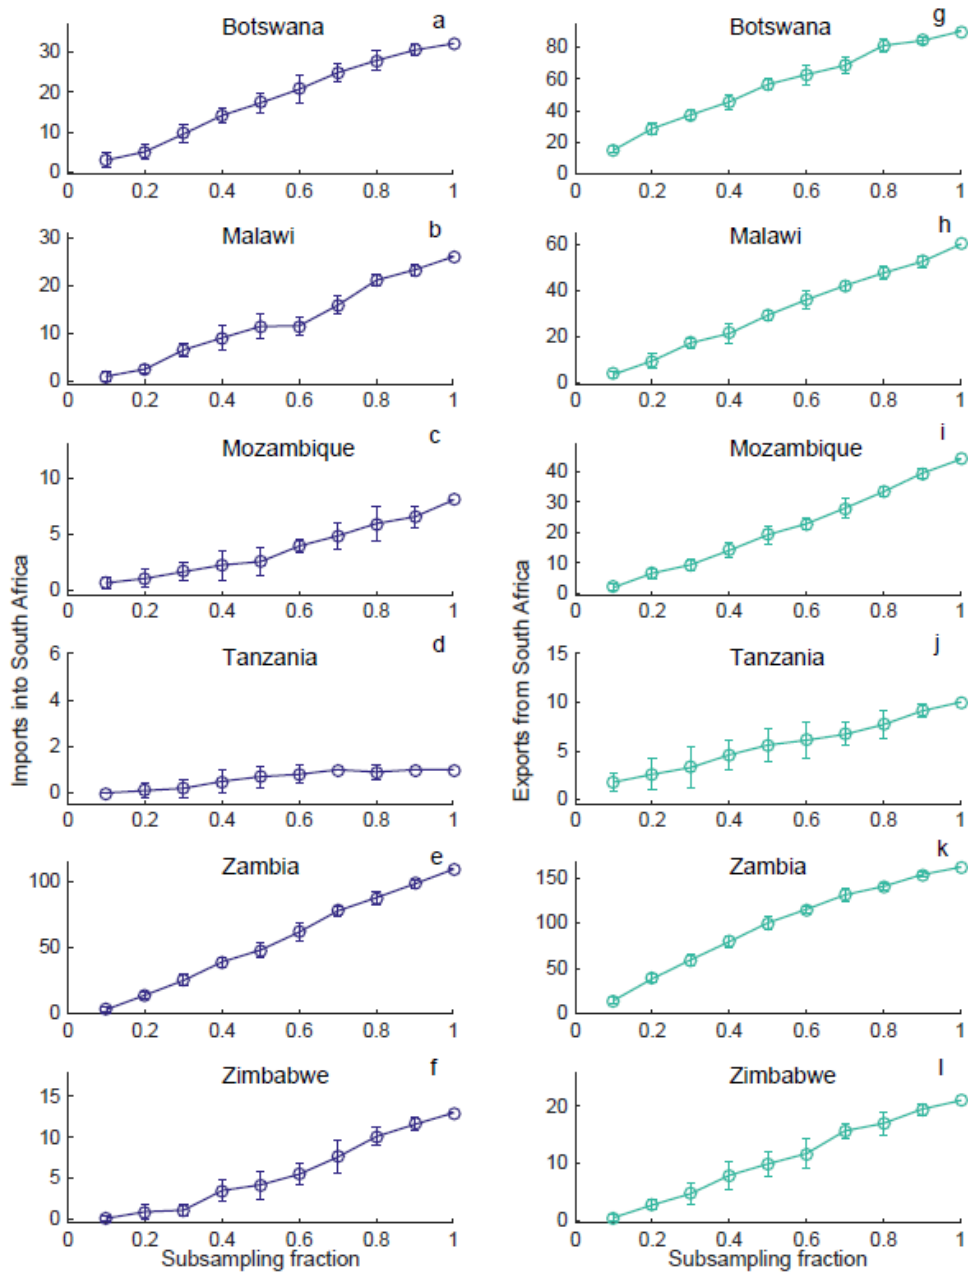 Botswana a
30
20
10
0
0 0.2 0.4 0.6 0.8 1
Botswana g
80
60
40
20
0
0 0.2 0.4 0.6 0.8 1
Malawi b
30
20
10
0
0 0.2 0.4 0.6 0.8 1
Malawi h
60
40
20
0
0 0.2 0.4 0.6 0.8 1
Mozambique c
10
5
0
0 0.2 0.4 0.6 0.8 1
Mozambique i
40
30
20
10
0
0 0.2 0.4 0.6 0.8 1
Imports into South Africa
Tanzania d
6
4
2
0
0 0.2 0.4 0.6 0.8 1
Exports from South Africa
Tanzania j
15
10
5
0
0 0.2 0.4 0.6 0.8 1
Zambia e
100
50
0
0 0.2 0.4 0.6 0.8 1
Zambia k
150
100
50
0
0 0.2 0.4 0.6 0.8 1
Zimbabwe f
15
10
5
0
0 0.2 0.4 0.6 0.8 1
Subsampling fraction
Zimbabwe l
20
10
0
0 0.2 0.4 0.6 0.8 1
Subsampling fraction